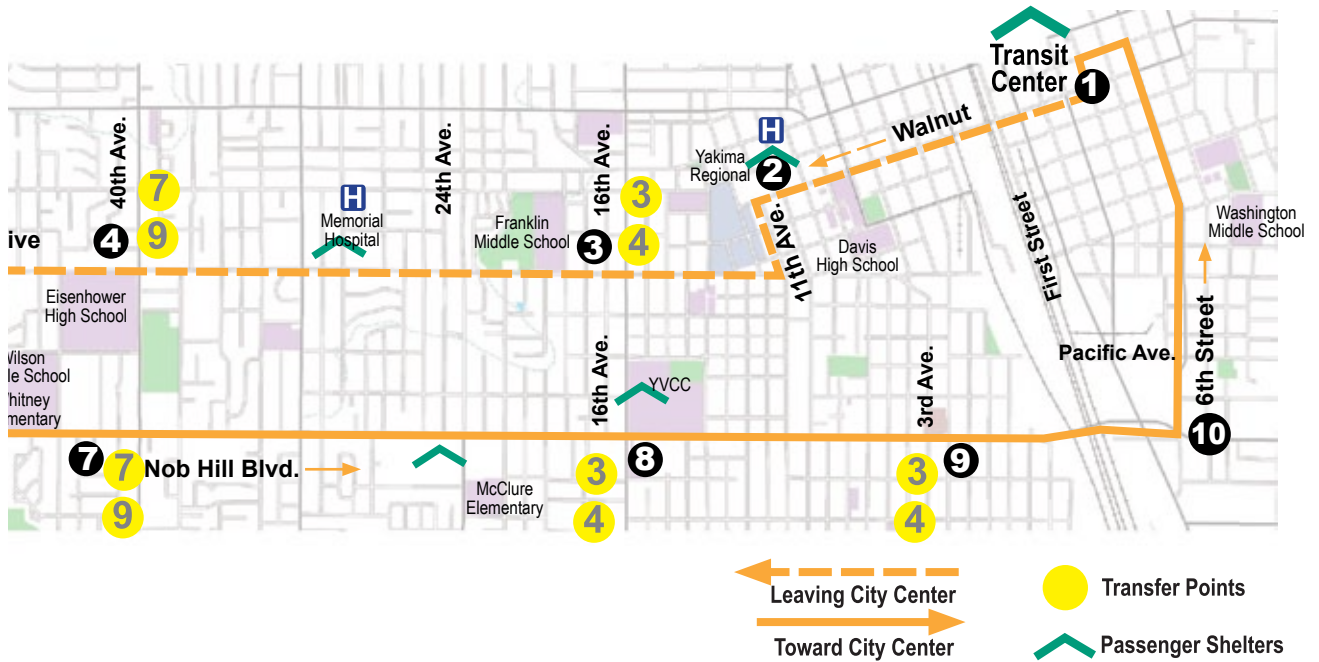 Transit
Center
1
Walnut
H
Yakima
Regional
2
40th Ave.
7
9
4
ive
H
Memorial
Hospital
24th Ave.
Franklin
Middle School
16th Ave.
3
3
4
11th Ave.
Davis
High School
First Street
Washington
Middle School
6th Street
Pacific Ave.
Eisenhower
High School
Wilson
le School
Whitney
mentary
16th Ave.
YVCC
3rd Ave.
7
7
9
Nob Hill Blvd.
McClure
Elementary
3
4
8
3
4
9
10
Leaving City Center
Toward City Center
Transfer Points
Passenger Shelters